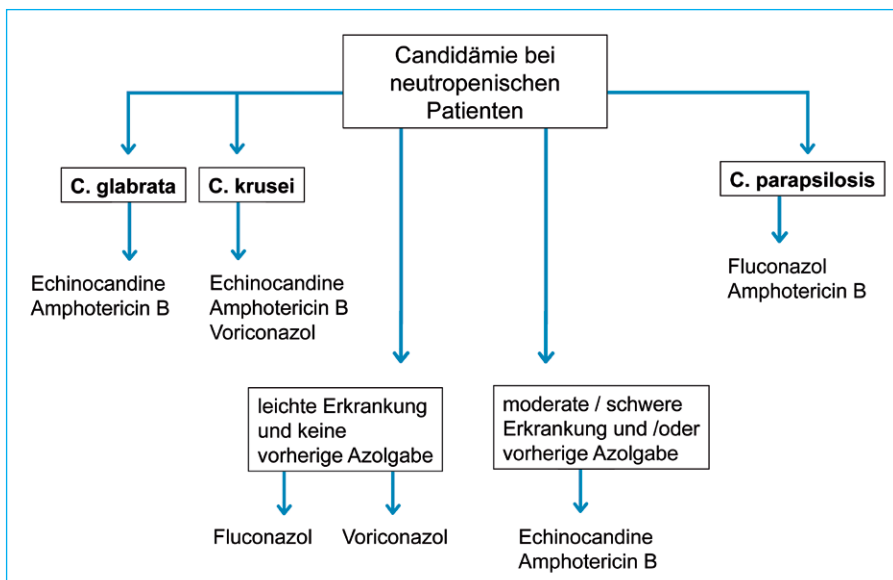 Candidämie bei
neutropenischen
Patienten
C. glabrata
C. krusei
C. parapsilosis
Echinocandine
Amphotericin B
Echinocandine
Amphotericin B
Voriconazol
Fluconazol
Amphotericin B
leichte Erkrankung
und keine
vorherige Azolgabe
moderate / schwere
Erkrankung und /oder
vorherige Azolgabe
Fluconazol
Voriconazol
Echinocandine
Amphotericin B